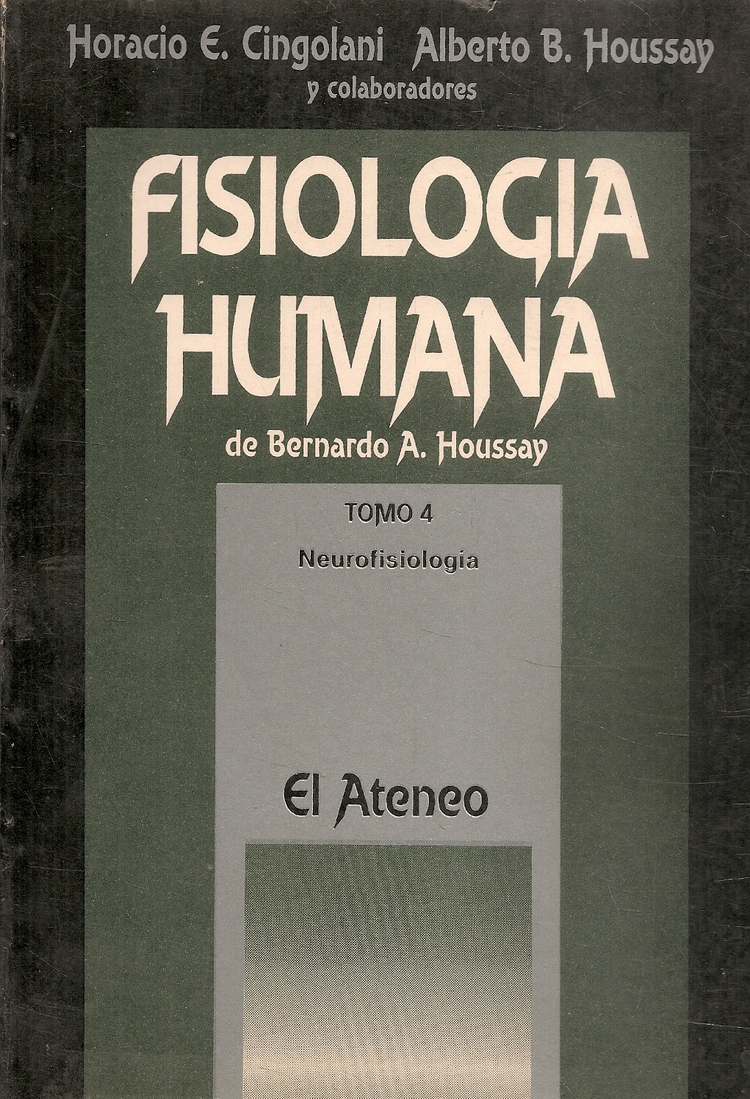 Horacio E. Cingolani Alberto B. Houssay
y colaboradores
FISIOLOGIA
HUMANA
de Bernardo A. Houssay
TOMO 4
Neurofisiología
El Ateneo